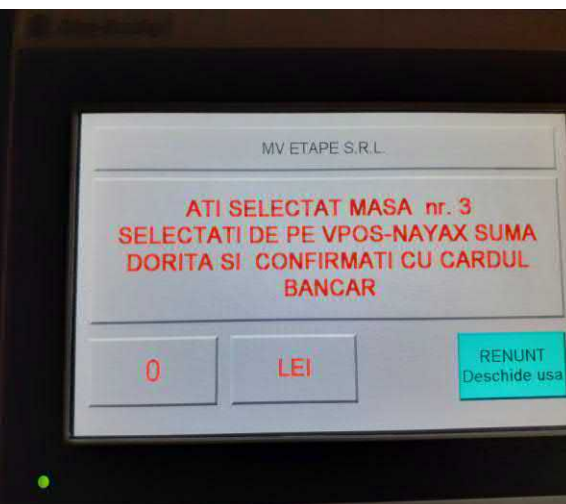 MV ETAPE S.R.L.
ATI SELECTAT MASA nr. 3
SELECTATI DE PE VPOS-NAYAX SUMA
DORITA SI CONFIRMATI CU CARDUL
BANCAR
0
LEI
RENUNT
Deschide usa